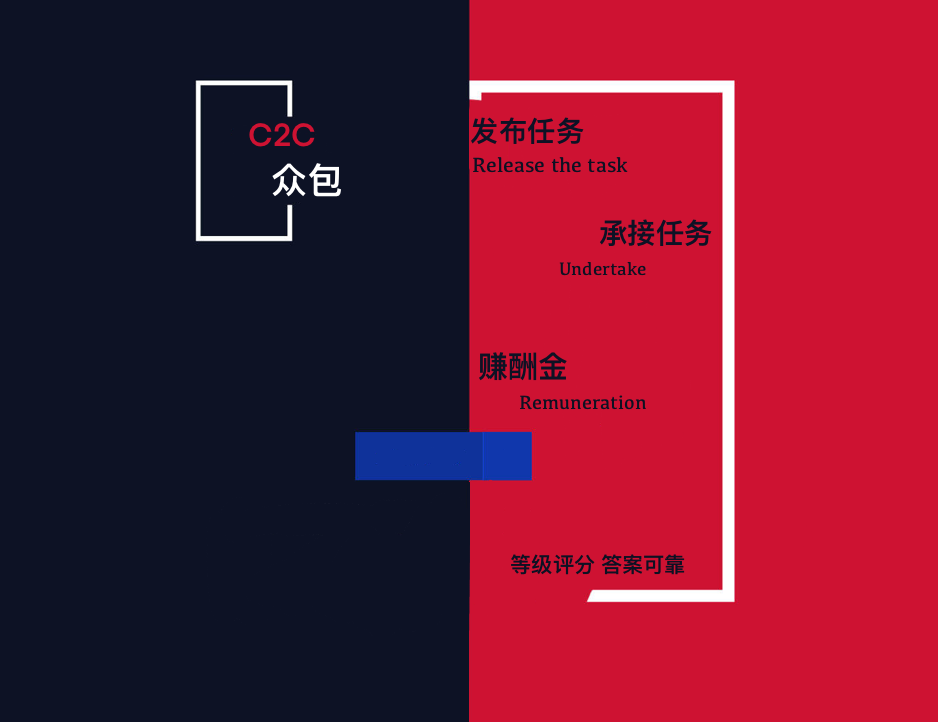 C2C
众包
发布任务
Release the task
承接任务
Undertake
赚酬金
Remuneration
等级评分 答案可靠